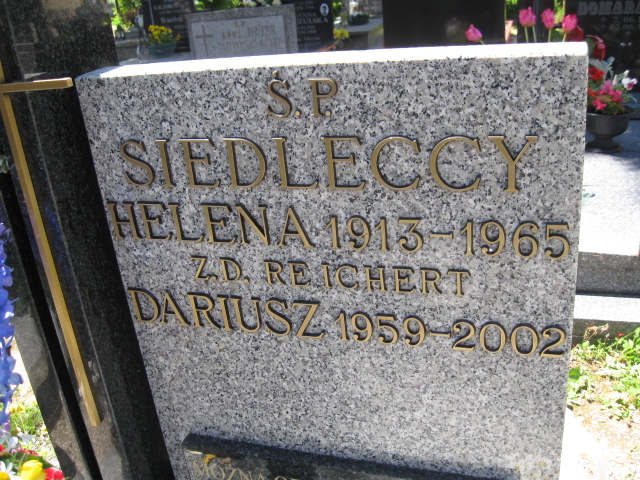 Ś.P.
SIEDLECCY
HELENA 1913-1965
Z.D. REICHERT
DARIUSZ 1959-2002